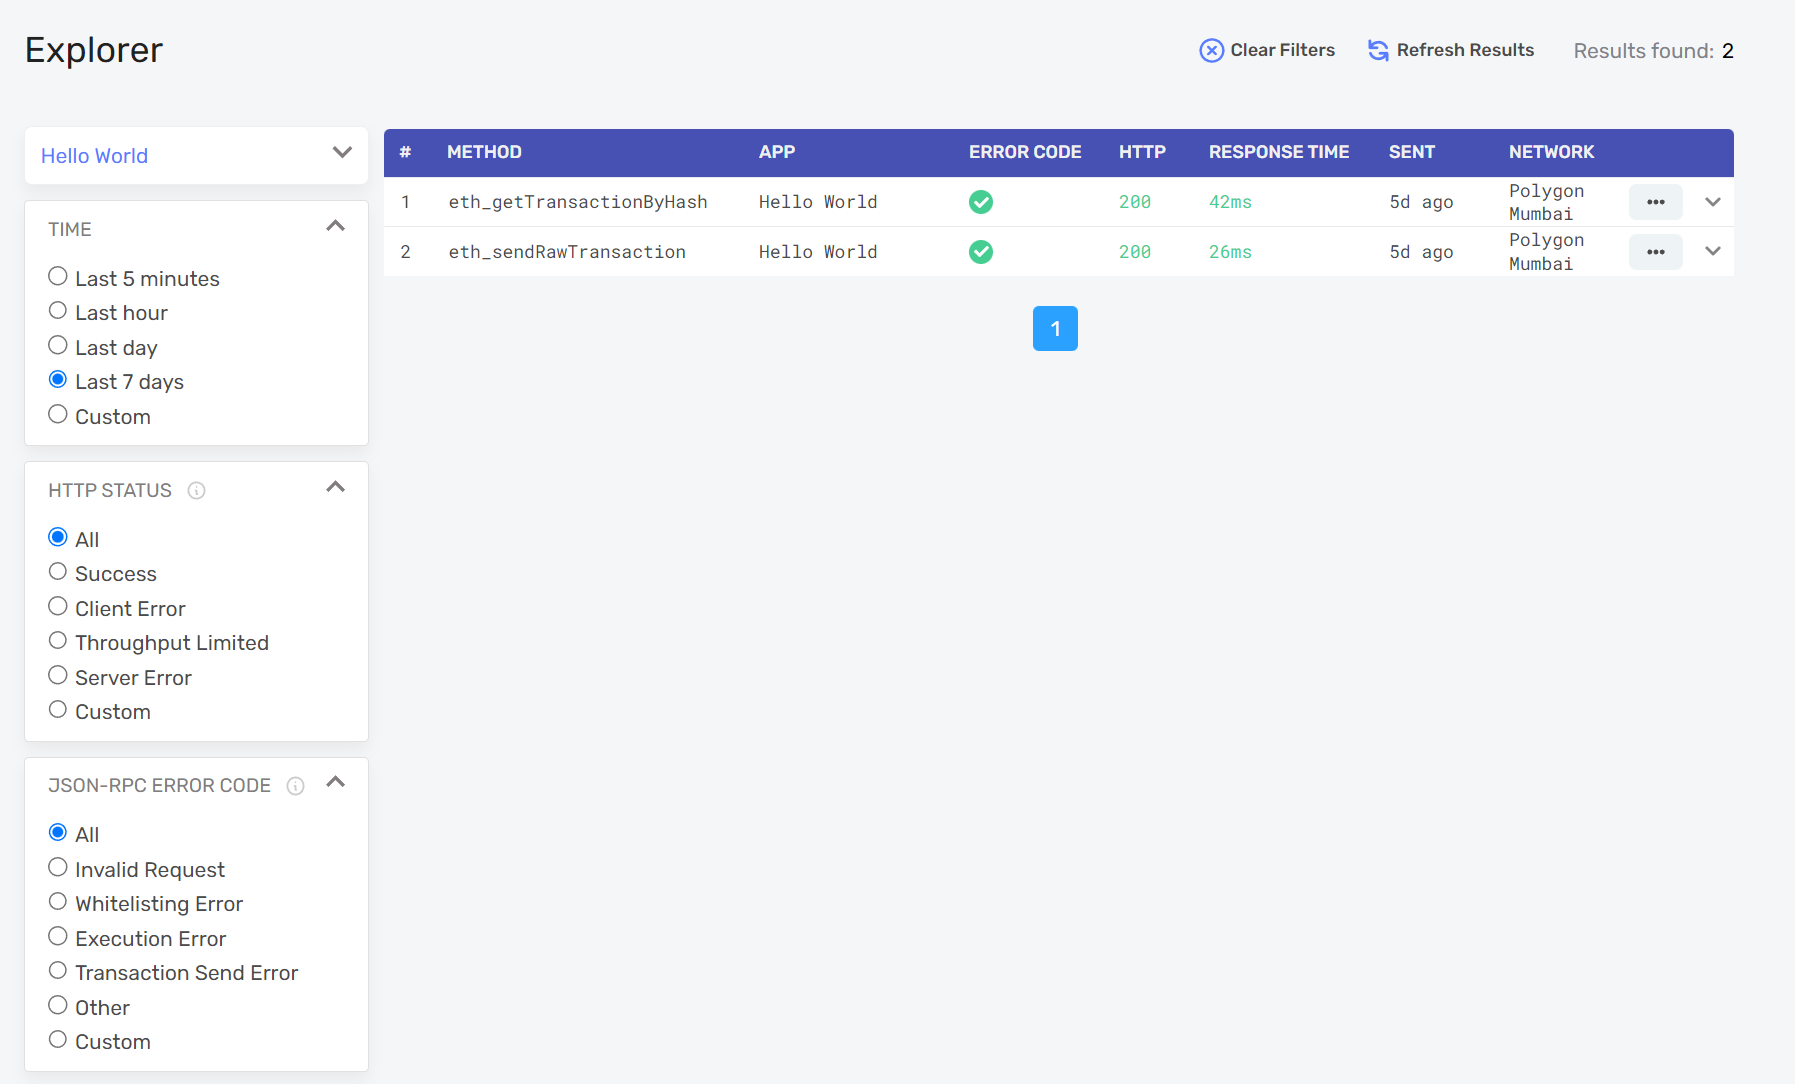 Explorer
Clear Filters Refresh Results Results found: 2
Hello World
TIME
Last 5 minutes
Last hour
Last day
Last 7 days
Custom
HTTP STATUS
All
Success
Client Error
Throughput Limited
Server Error
Custom
JSON-RPC ERROR CODE
All
Invalid Request
Whitelisting Error
Execution Error
Transaction Send Error
Other
Custom
# METHOD APP ERROR CODE HTTP RESPONSE TIME SENT NETWORK
1 eth_getTransactionByHash Hello World 200 42ms 5d ago Polygon
Mumbai
2 eth_sendRawTransaction Hello World 200 26ms 5d ago Polygon
Mumbai
1